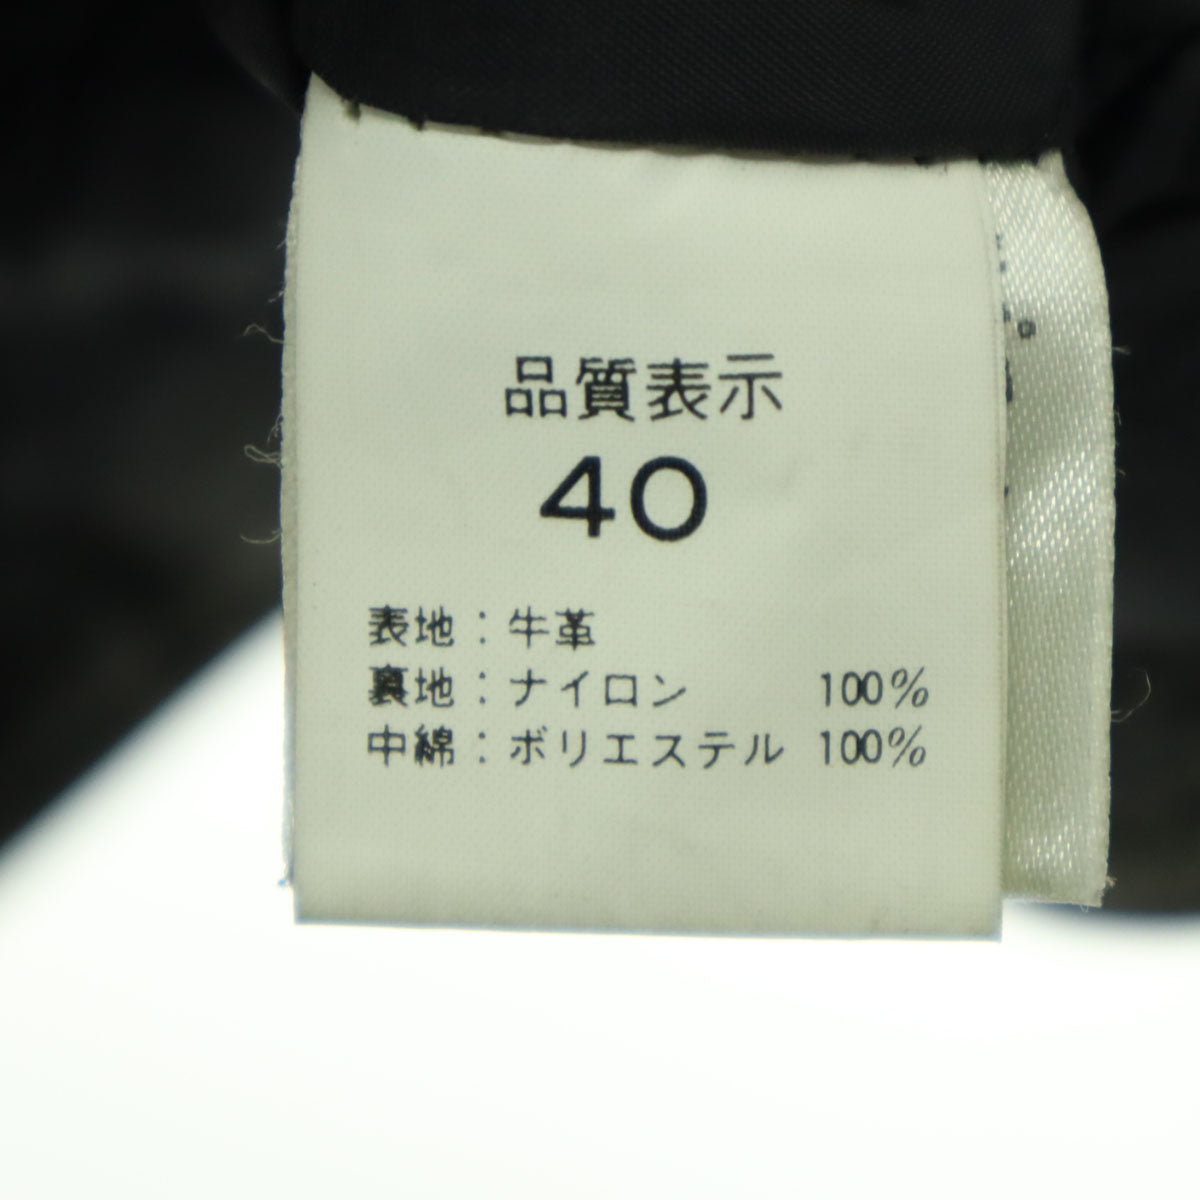 品質表示
40
表地：牛革
裏地：ナイロン 100%
中綿：ポリエステル 100%